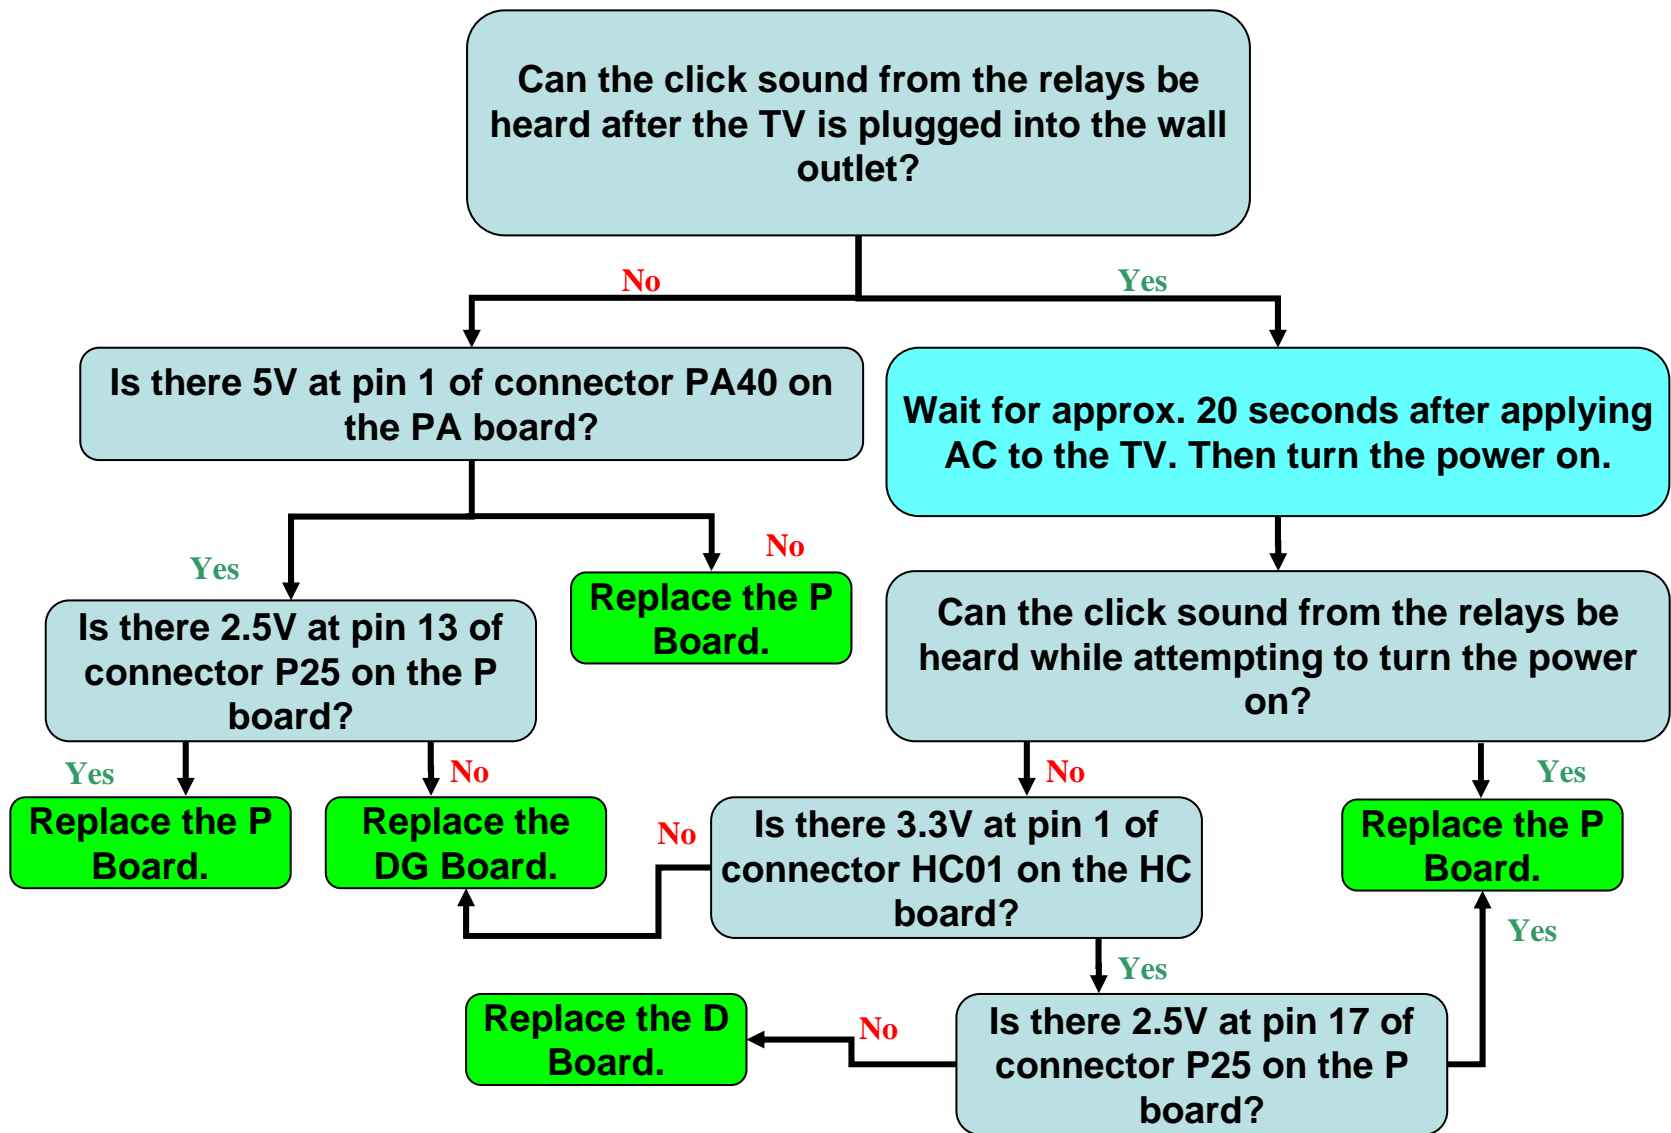 Can the click sound from the relays be
heard after the TV is plugged into the wall
outlet?
No
Yes
Is there 5V at pin 1 of connector PA40 on
the PA board?
Wait for approx. 20 seconds after applying
AC to the TV. Then turn the power on.
Yes
No
Is there 2.5V at pin 13 of
connector P25 on the P
board?
Replace the P
Board.
Can the click sound from the relays be
heard while attempting to turn the power
on?
Yes
No
No
Yes
Replace the P
Board.
Replace the
DG Board.
No
Is there 3.3V at pin 1 of
connector HC01 on the HC
board?
Replace the P
Board.
Yes
Yes
Replace the D
Board.
No
Is there 2.5V at pin 17 of
connector P25 on the P
board?